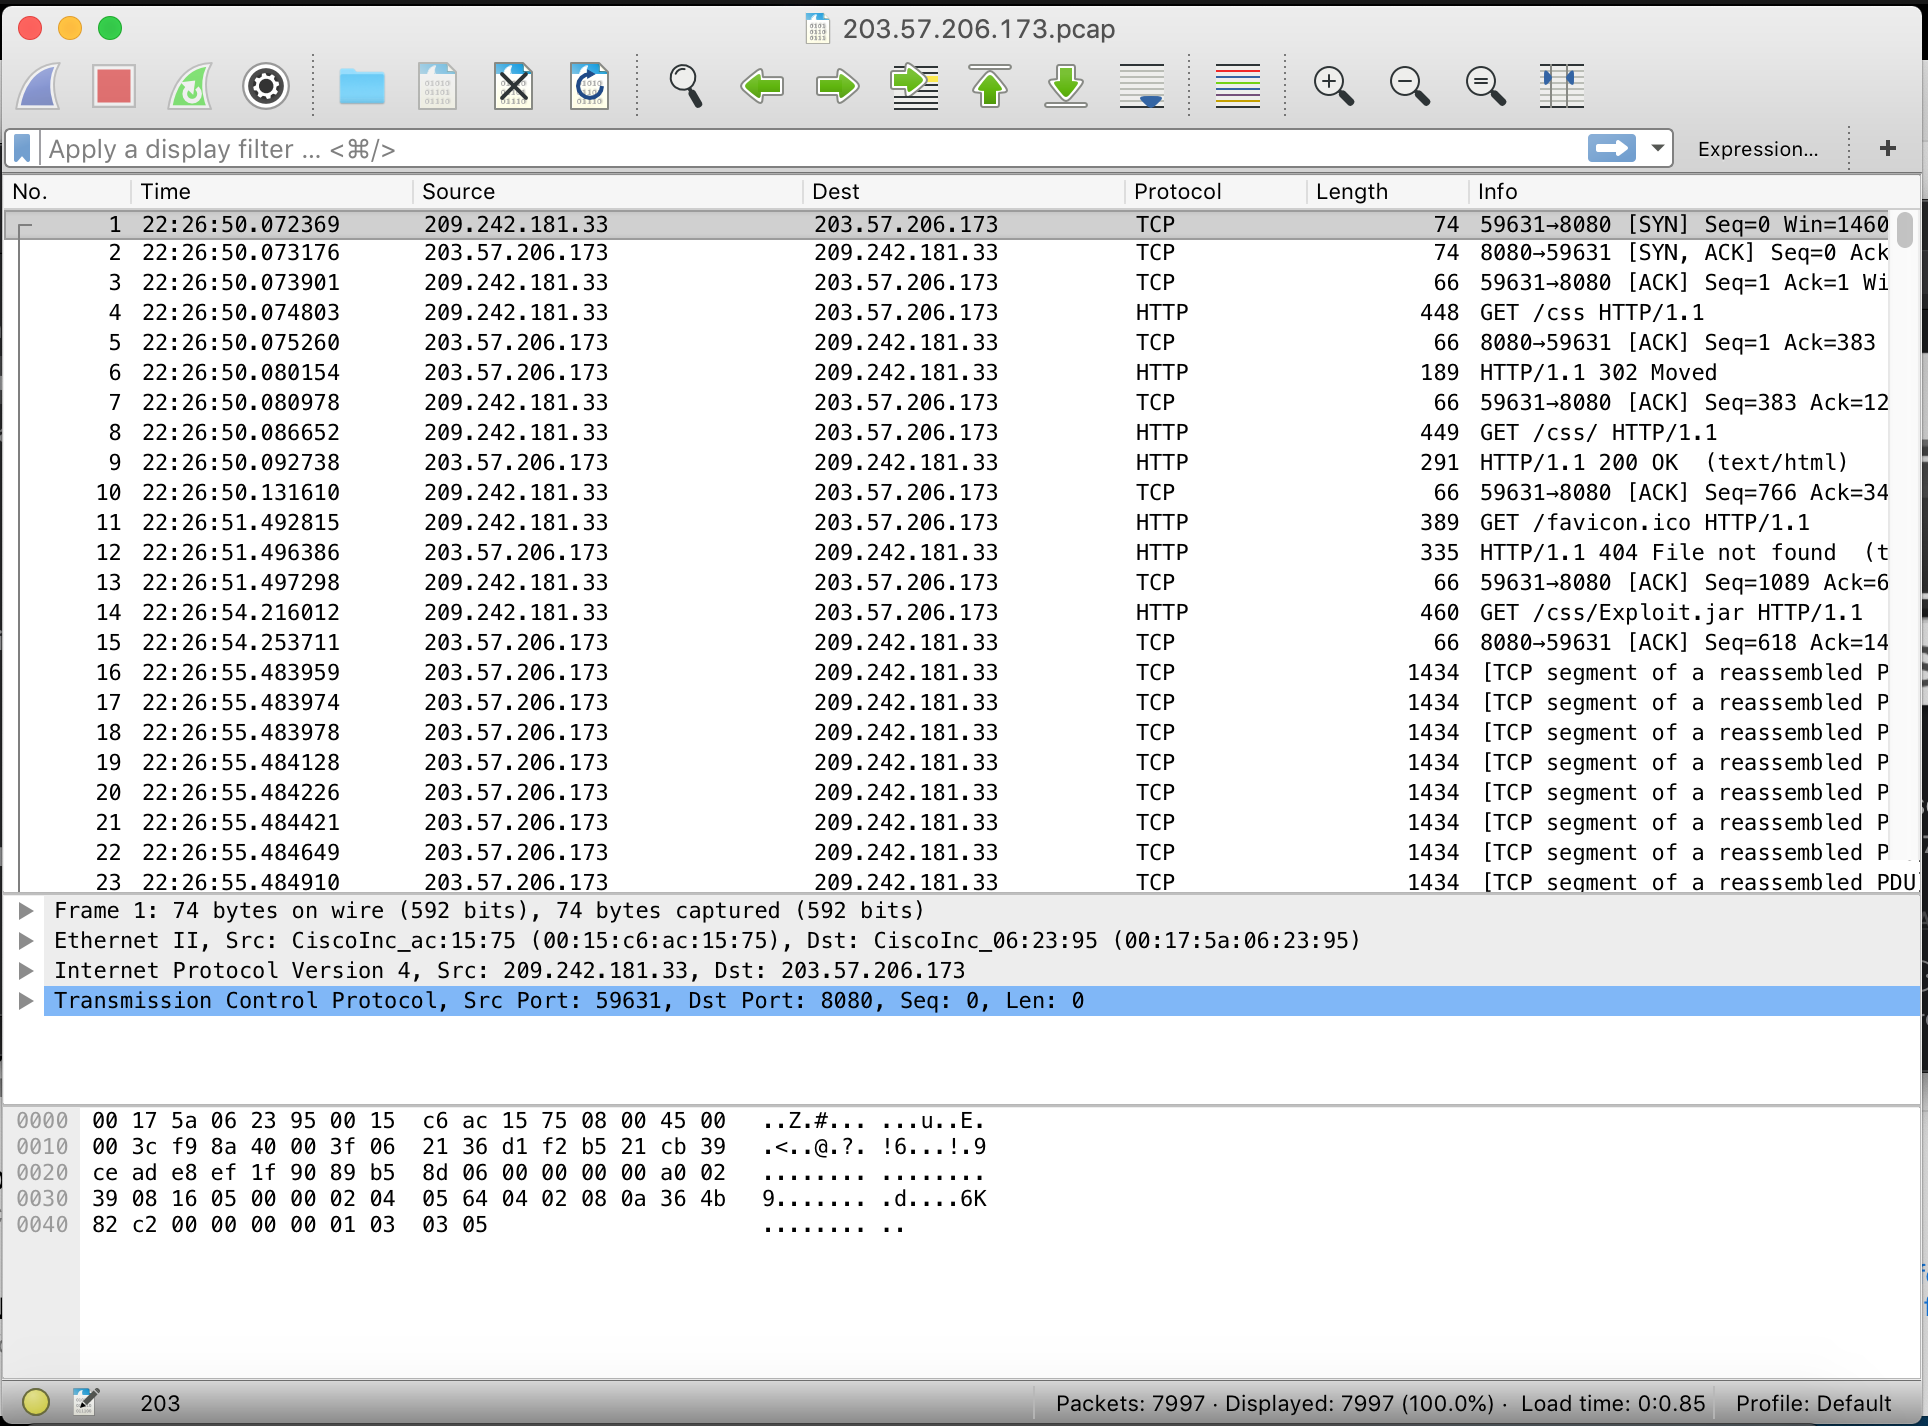 203.57.206.173.pcap
Apply a display filter ... <⌘/>
Expression...
+
No. Time Source Dest Protocol Length Info
1 22:26:50.072369 209.242.181.33 203.57.206.173 TCP 74 59631→8080 [SYN] Seq=0 Win=1460
2 22:26:50.073176 203.57.206.173 209.242.181.33 TCP 74 8080→59631 [SYN, ACK] Seq=0 Ack
3 22:26:50.073901 209.242.181.33 203.57.206.173 TCP 66 59631→8080 [ACK] Seq=1 Ack=1 Wi
4 22:26:50.074803 209.242.181.33 203.57.206.173 HTTP 448 GET /css HTTP/1.1
5 22:26:50.075260 203.57.206.173 209.242.181.33 TCP 66 8080→59631 [ACK] Seq=1 Ack=383
6 22:26:50.080154 203.57.206.173 209.242.181.33 HTTP 189 HTTP/1.1 302 Moved
7 22:26:50.080978 209.242.181.33 203.57.206.173 TCP 66 59631→8080 [ACK] Seq=383 Ack=12
8 22:26:50.086652 209.242.181.33 203.57.206.173 HTTP 449 GET /css/ HTTP/1.1
9 22:26:50.092738 203.57.206.173 209.242.181.33 HTTP 291 HTTP/1.1 200 OK (text/html)
10 22:26:50.131610 209.242.181.33 203.57.206.173 TCP 66 59631→8080 [ACK] Seq=766 Ack=34
11 22:26:51.492815 209.242.181.33 203.57.206.173 HTTP 389 GET /favicon.ico HTTP/1.1
12 22:26:51.496386 203.57.206.173 209.242.181.33 HTTP 335 HTTP/1.1 404 File not found (t
13 22:26:51.497298 209.242.181.33 203.57.206.173 TCP 66 59631→8080 [ACK] Seq=1089 Ack=6
14 22:26:54.216012 209.242.181.33 203.57.206.173 HTTP 460 GET /css/Exploit.jar HTTP/1.1
15 22:26:54.253711 203.57.206.173 209.242.181.33 TCP 66 8080→59631 [ACK] Seq=618 Ack=14
16 22:26:55.483959 203.57.206.173 209.242.181.33 TCP 1434 [TCP segment of a reassembled P
17 22:26:55.483974 203.57.206.173 209.242.181.33 TCP 1434 [TCP segment of a reassembled P
18 22:26:55.483978 203.57.206.173 209.242.181.33 TCP 1434 [TCP segment of a reassembled P
19 22:26:55.484128 203.57.206.173 209.242.181.33 TCP 1434 [TCP segment of a reassembled P
20 22:26:55.484226 203.57.206.173 209.242.181.33 TCP 1434 [TCP segment of a reassembled P
21 22:26:55.484421 203.57.206.173 209.242.181.33 TCP 1434 [TCP segment of a reassembled P
22 22:26:55.484649 203.57.206.173 209.242.181.33 TCP 1434 [TCP segment of a reassembled P
23 22:26:55.484910 203.57.206.173 209.242.181.33 TCP 1434 [TCP segment of a reassembled PDU
Frame 1: 74 bytes on wire (592 bits), 74 bytes captured (592 bits)
Ethernet II, Src: CiscoInc_ac:15:75 (00:15:c6:ac:15:75), Dst: CiscoInc_06:23:95 (00:17:5a:06:23:95)
Internet Protocol Version 4, Src: 209.242.181.33, Dst: 203.57.206.173
Transmission Control Protocol, Src Port: 59631, Dst Port: 8080, Seq: 0, Len: 0
0000 00 17 5a 06 23 95 00 15 c6 ac 15 75 08 00 45 00 ..Z.#... ...u..E.
0010 00 3c f9 8a 40 00 3f 06 21 36 d1 f2 b5 21 cb 39 .<..@.?. !6...!.9
0020 ce ad e8 ef 1f 90 89 b5 8d 06 00 00 00 00 a0 02 ........ ........
0030 39 08 16 05 00 00 02 04 05 64 04 02 08 0a 36 4b 9....... .d....6K
0040 82 c2 00 00 00 00 01 03 03 05 ........ ..
203 Packets: 7997 · Displayed: 7997 (100.0%) · Load time: 0:0.85 Profile: Default